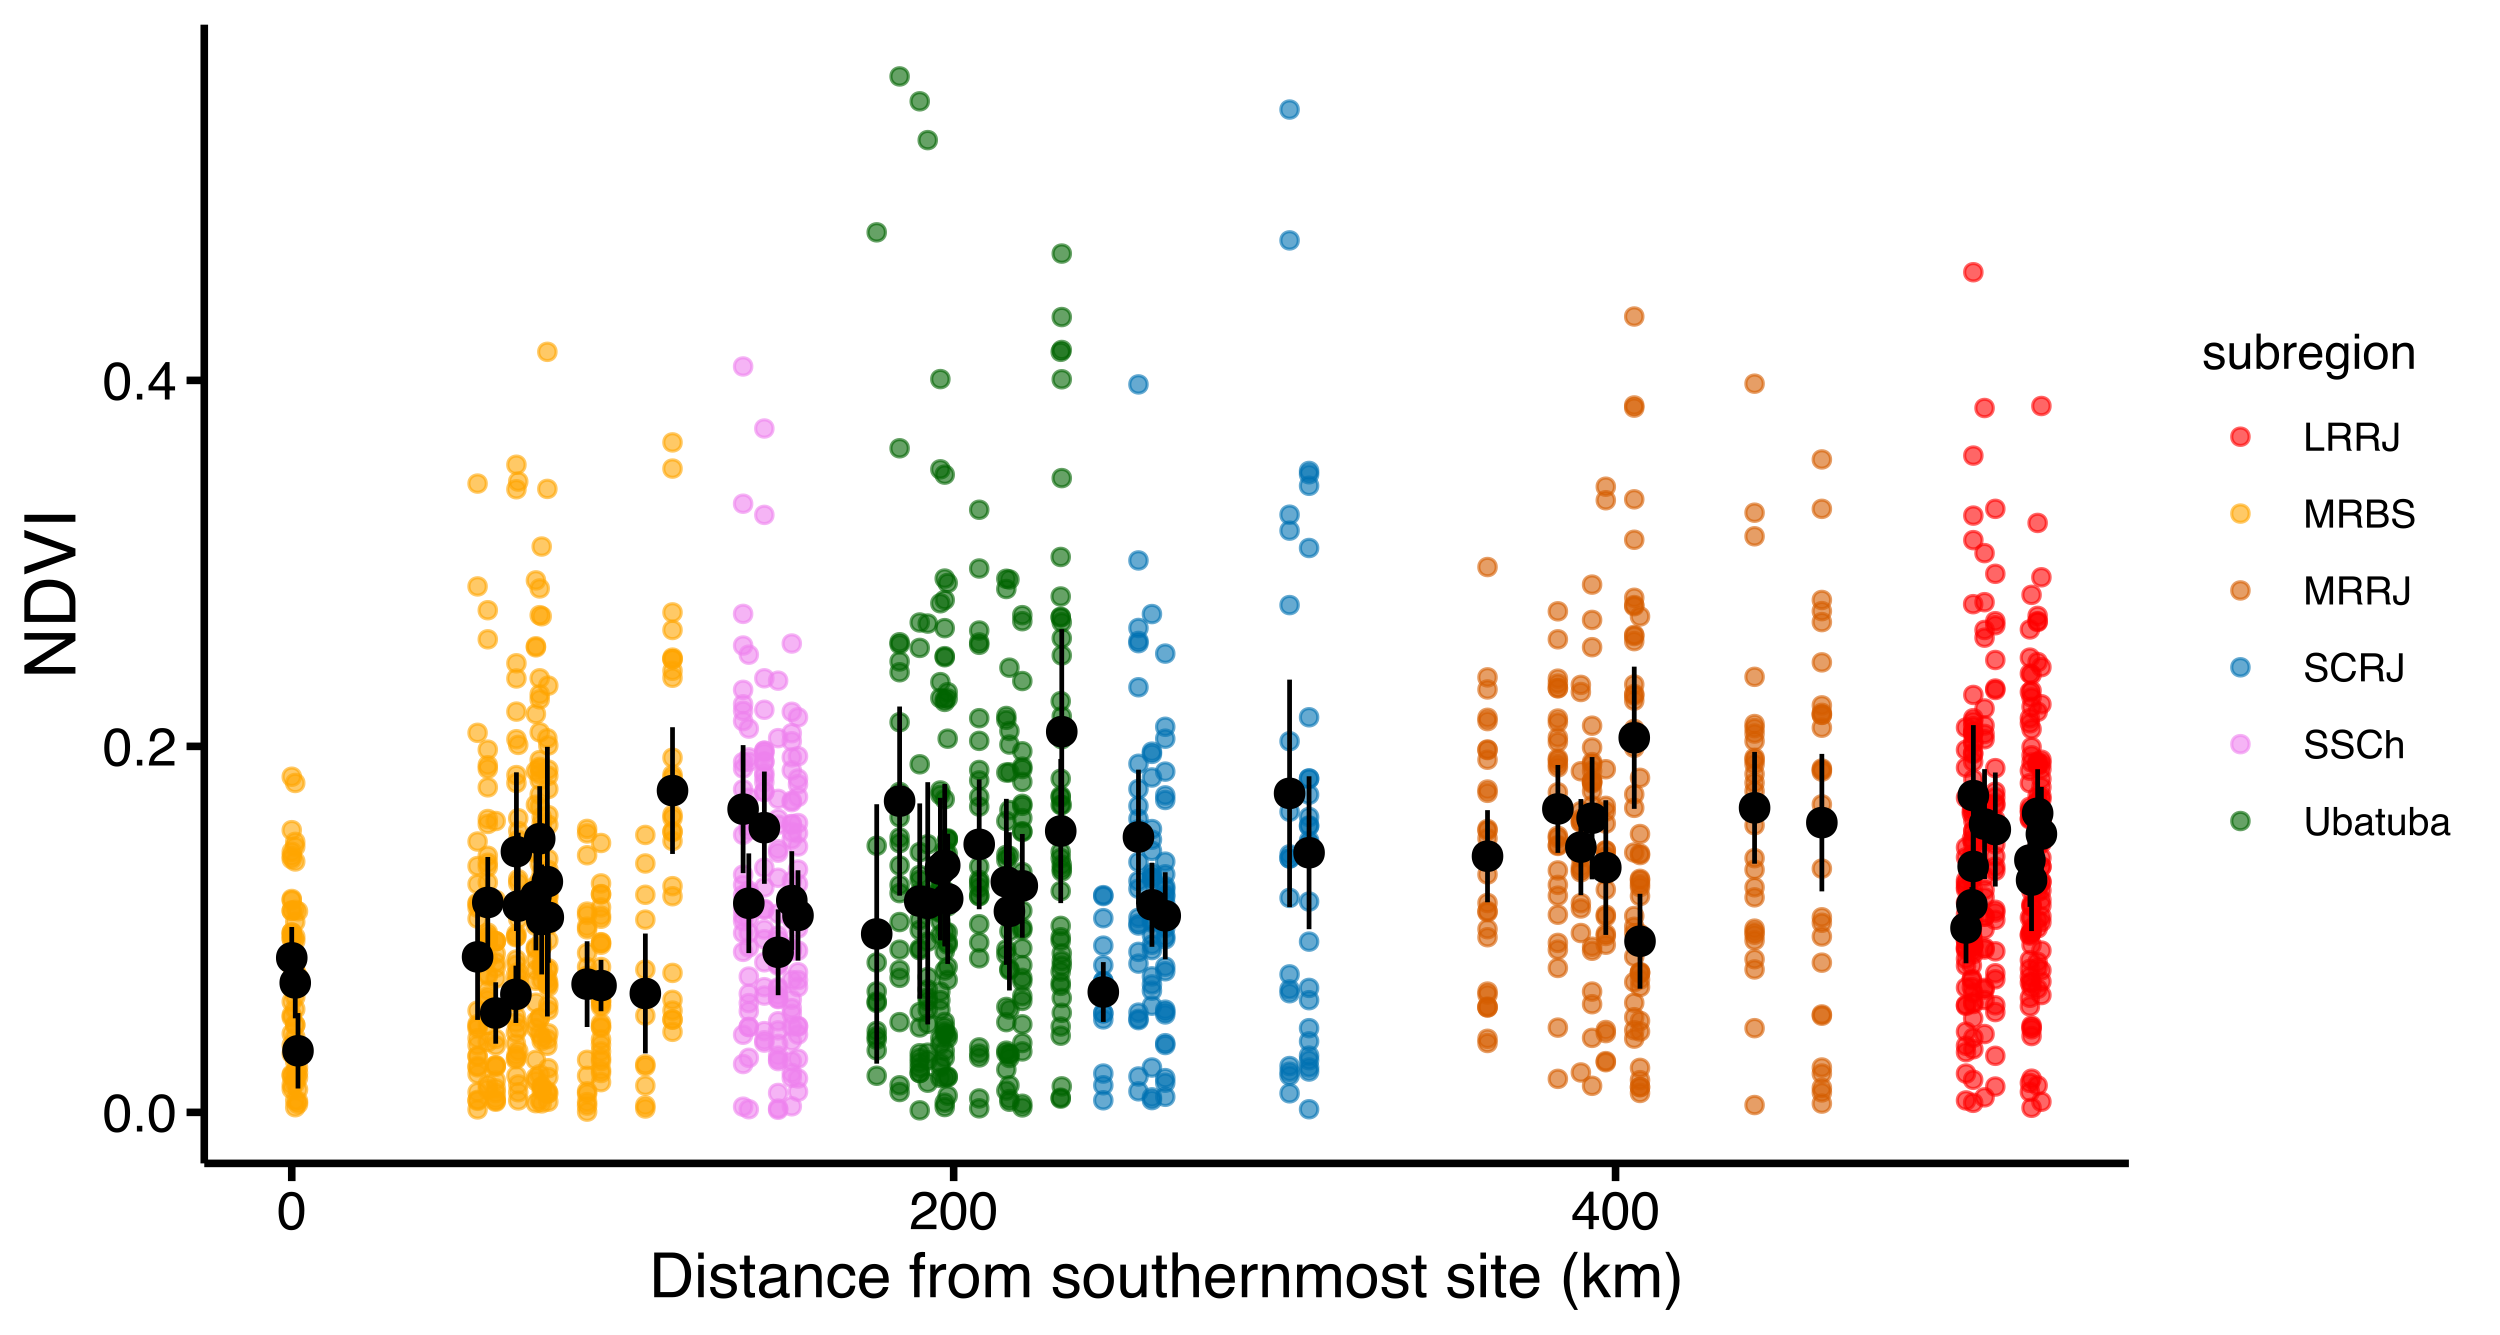 NDVI
0.4
0.2
0.0
0
200
400
Distance from southernmost site (km)
subregion
LRRJ
MRBS
MRRJ
SCRJ
SSCh
Ubatuba